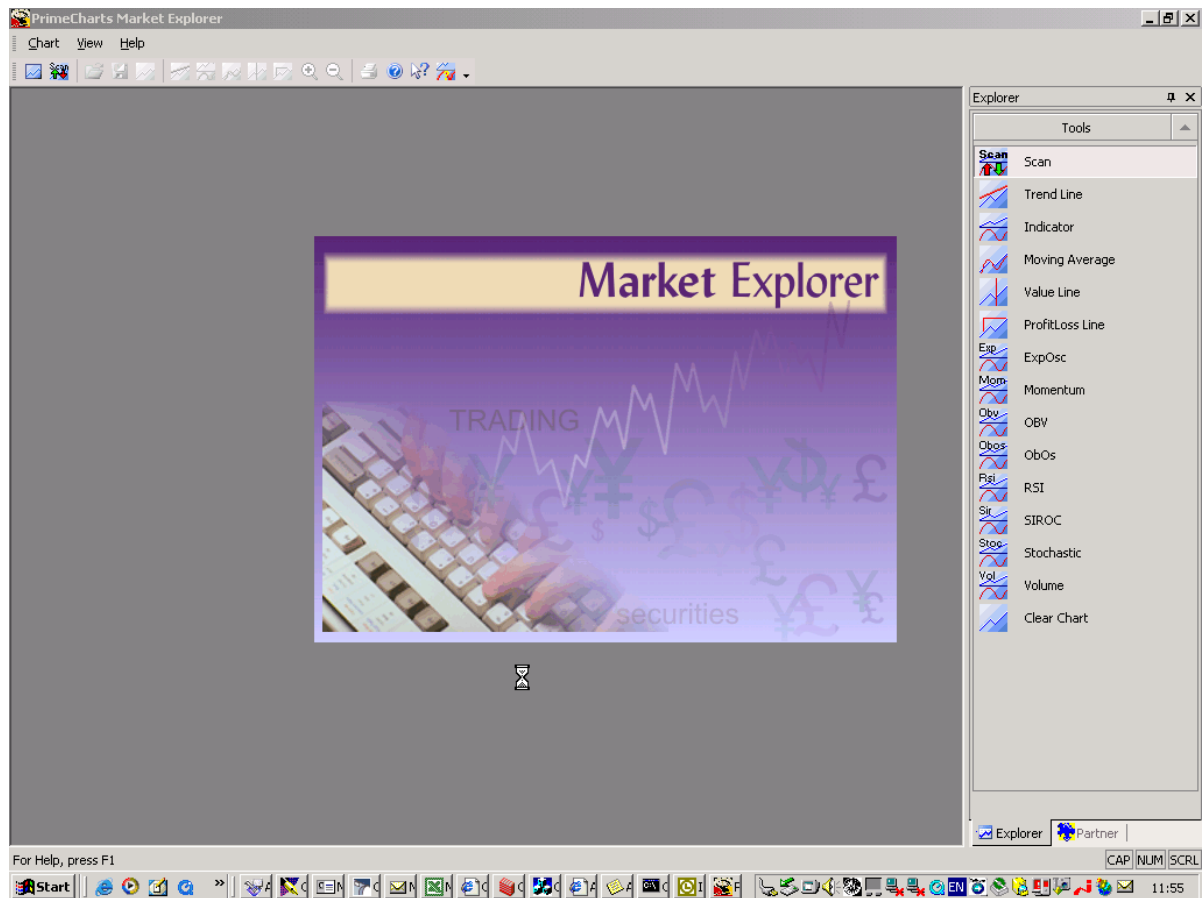 PrimeCharts Market Explorer
Chart View Help
Explorer
Tools
Scan
Scan
Trend Line
Indicator
Moving Average
Value Line
ProfitLoss Line
Exp
ExpOsc
Mom
Momentum
Obv
OBV
Obos
ObOs
Rsi
RSI
Sir
SIROC
Stoc
Stochastic
Vol
Volume
Clear Chart
Market Explorer
TRADING
securities
Explorer Partner
For Help, press F1
CAP NUM SCRL
Start
EN
11:55